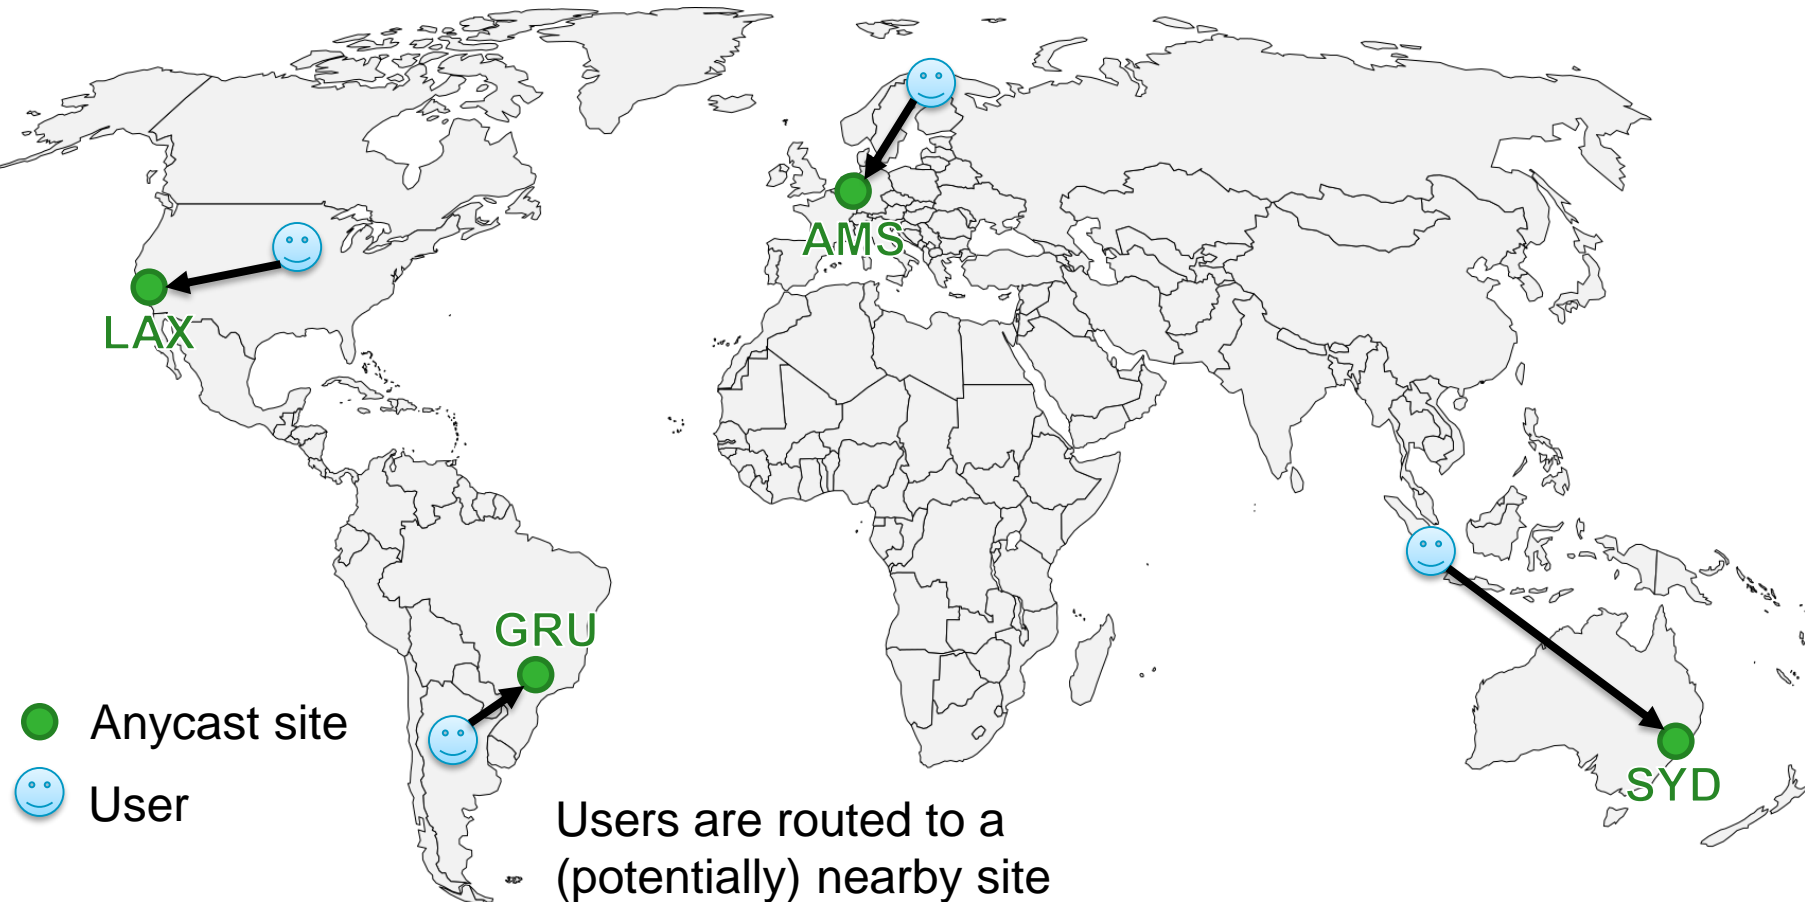 AMS
LAX
GRU
SYD
Anycast site
User
Users are routed to a
(potentially) nearby site